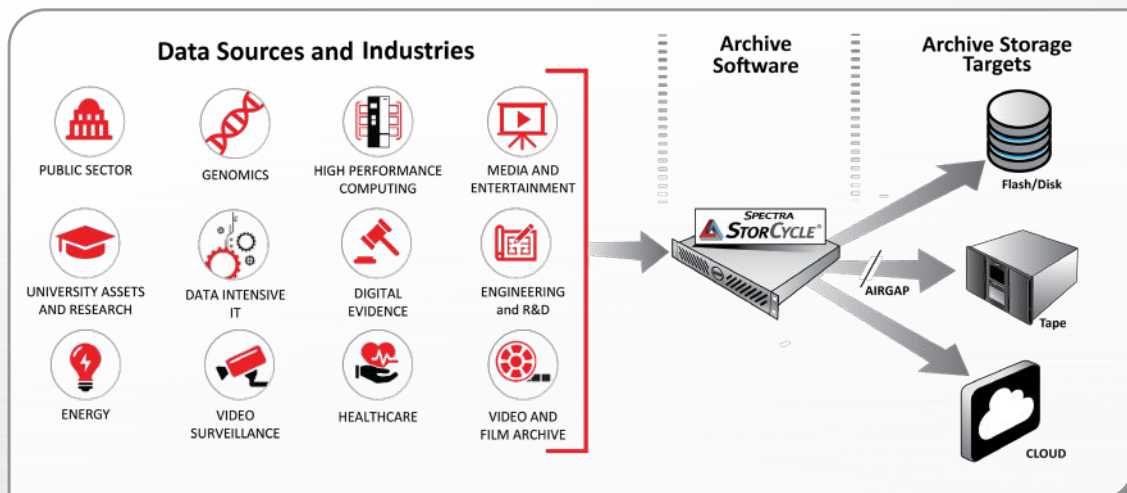 Data Sources and Industries
PUBLIC SECTOR
GENOMICS
HIGH PERFORMANCE
COMPUTING
MEDIA AND
ENTERTAINMENT
UNIVERSITY ASSETS
AND RESEARCH
DATA INTENSIVE
IT
DIGITAL
EVIDENCE
ENGINEERING
and R&D
ENERGY
VIDEO
SURVEILLANCE
HEALTHCARE
VIDEO AND
FILM ARCHIVE
Archive
Software
SPECTRA
STORCYCLE®
Archive Storage
Targets
Flash/Disk
AIRGAP
Tape
CLOUD